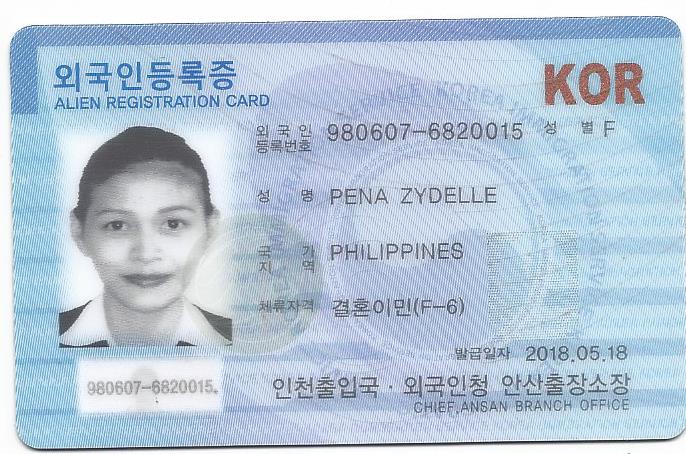 외국인등록증
KOR
ALIEN REGISTRATION CARD
외국인등록번호 980607-6820015 성 별 F
성 명 PENA ZYDELLE
국가지역 PHILIPPINES
체류자격 결혼이민(F-6)
발급일자 2018.05.18
980607-6820015.
인천출입국·외국인청 안산출장소장
CHIEF,ANSAN BRANCH OFFICE